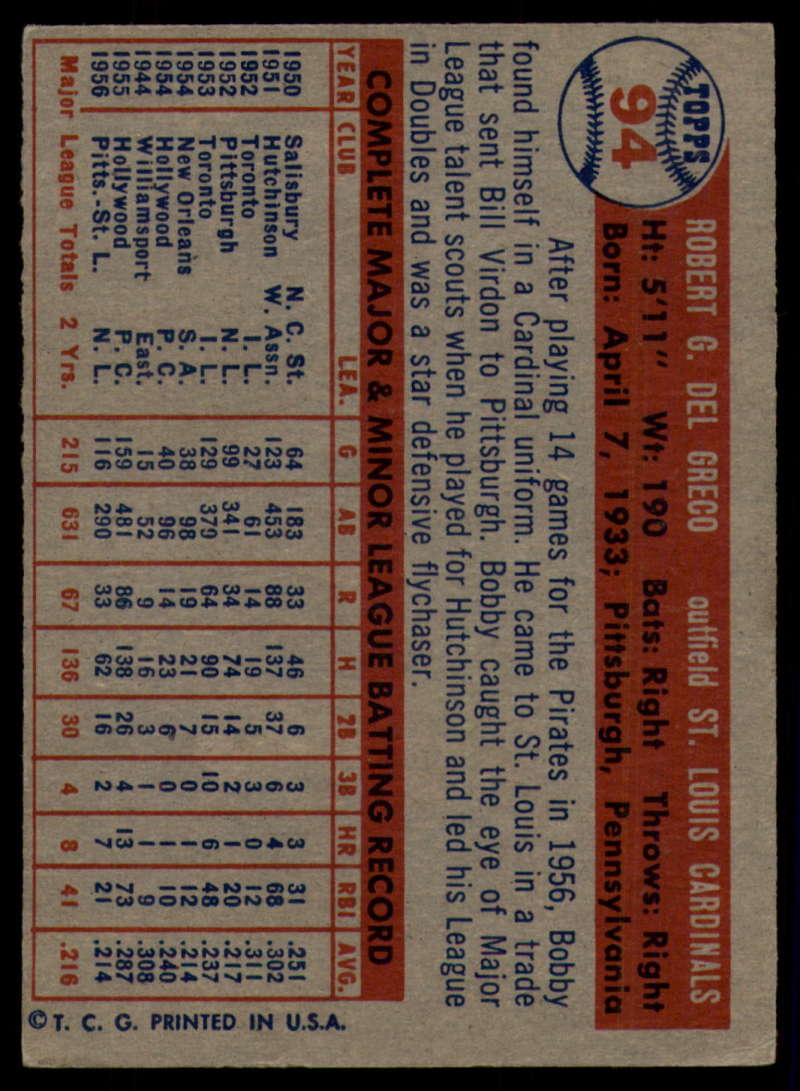 TOPPS
94
ROBERT G. DEL GRECO outfield ST. LOUIS CARDINALS
Ht: 5'11" Wt: 190 Bats: Right Throws: Right
Born: April 7, 1933; Pittsburgh, Pennsylvania
After playing 14 games for the Pirates in 1956, Bobby
found himself in a Cardinal uniform. He came to St. Louis in a trade
that sent Bill Virdon to Pittsburgh. Bobby caught the eye of Major
League talent scouts when he played for Hutchinson and led his League
in Doubles and was a star defensive flychaser.
COMPLETE MAJOR & MINOR LEAGUE BATTING RECORD
YEAR CLUB LEA. G AB R H 2B 3B HR RBI AVG.
1950 Salisbury N. C. St. 64 183 33 46 6 3 3 31 .251
1951 Hutchinson W. Assn. 123 453 88 137 37 6 4 68 .302
1952 Toronto I. L. 27 61 14 19 5 3 0 12 .311
1952 Pittsburgh N. L. 99 341 34 74 14 2 1 20 .217
1953 Toronto I. L. 129 379 64 90 15 10 6 48 .237
1954 New Orleans S. A. 38 98 19 21 7 0 1 12 .214
1954 Hollywood P. C. 40 96 14 23 6 0 1 10 .240
1944 Williamsport East. 15 52 9 16 3 1 1 9 .308
1955 Hollywood P. C. 159 481 86 138 26 4 13 73 .287
1956 Pitts.-St. L. N. L. 116 290 33 62 16 2 7 21 .214
Major League Totals 2 Yrs. 215 631 67 136 30 4 8 41 .216
© T. C. G. PRINTED IN U.S.A.